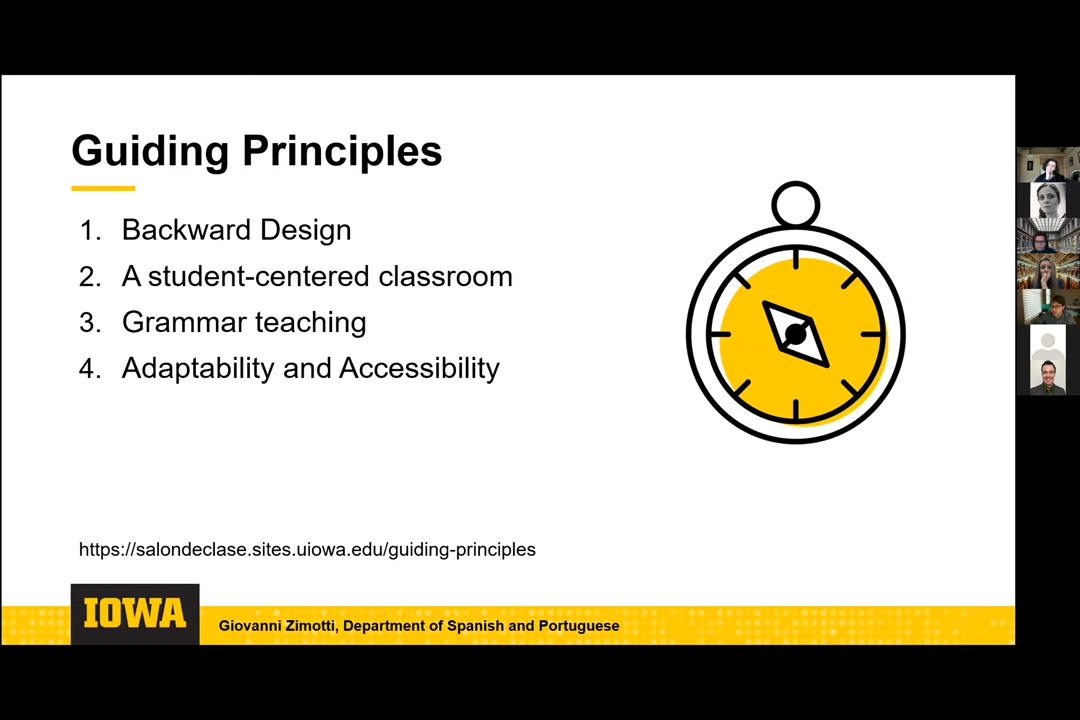 Guiding Principles
1. Backward Design
2. A student-centered classroom
3. Grammar teaching
4. Adaptability and Accessibility
https://salondeclase.sites.uiowa.edu/guiding-principles
IOWA
Giovanni Zimotti, Department of Spanish and Portuguese